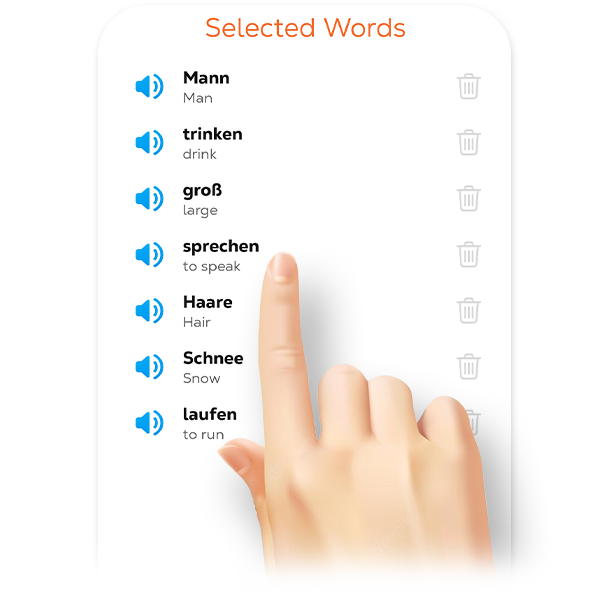 Selected Words
Mann
Man
trinken
drink
groß
large
sprechen
to speak
Haare
Hair
Schnee
Snow
laufen
to run